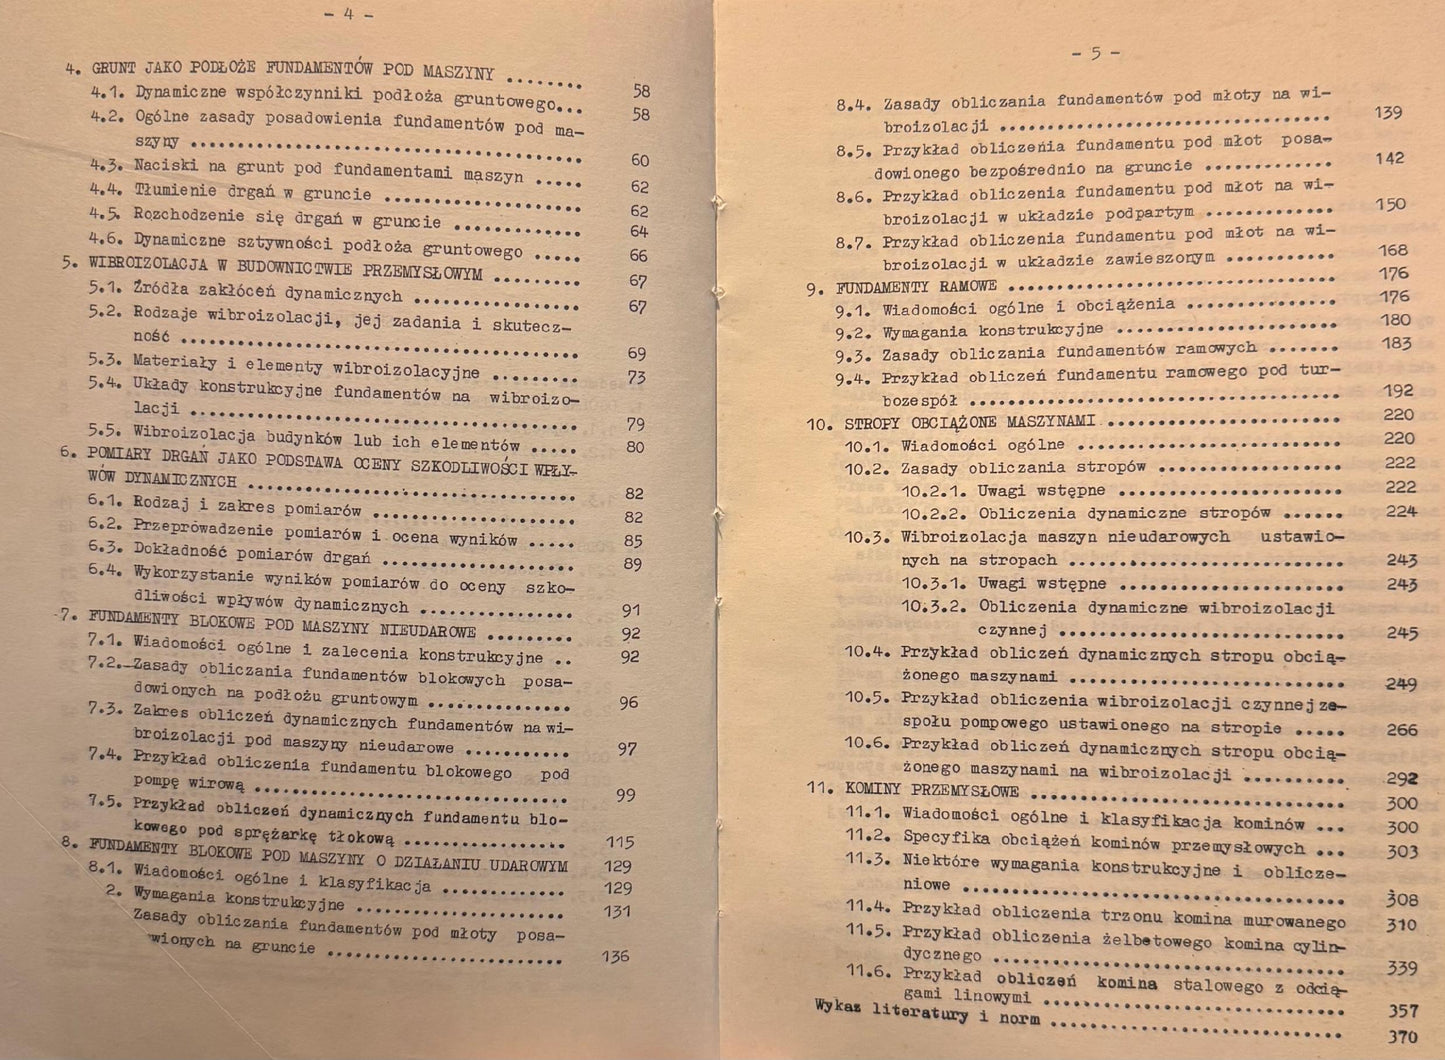 - 4 -
4. GRUNT JAKO PODŁOŻE FUNDAMENTÓW POD MASZYNY ........ 58
4.1. Dynamiczne współczynniki podłoża gruntowego... 58
4.2. Ogólne zasady posadowienia fundamentów pod ma-
szyny ........................................ 60
4.3. Naciski na grunt pod fundamentami maszyn ..... 62
4.4. Tłumienie drgań w gruncie .................... 62
4.5. Rozchodzenie się drgań w gruncie ............. 64
4.6. Dynamiczne sztywności podłoża gruntowego ..... 66
5. WIBROIZOLACJA W BUDOWNICTWIE PRZEMYSŁOWYM ......... 67
5.1. Źródła zakłóceń dynamicznych ................. 67
5.2. Rodzaje wibroizolacji, jej zadania i skutecz-
ność ......................................... 69
5.3. Materiały i elementy wibroizolacyjne ......... 73
5.4. Układy konstrukcyjne fundamentów na wibroizo-
lacji ........................................ 79
5.5. Wibroizolacja budynków lub ich elementów ..... 80
6. POMIARY DRGAŃ JAKO PODSTAWA OCENY SZKODLIWOŚCI WPŁY-
WÓW DYNAMICZNYCH .................................. 82
6.1. Rodzaj i zakres pomiarów ..................... 82
6.2. Przeprowadzenie pomiarów i ocena wyników ..... 85
6.3. Dokładność pomiarów drgań .................... 89
6.4. Wykorzystanie wyników pomiarów do oceny szko-
dliwości wpływów dynamicznych ................ 91
7. FUNDAMENTY BLOKOWE POD MASZYNY NIEUDAROWE ......... 92
7.1. Wiadomości ogólne i zalecenia konstrukcyjne .. 92
7.2. Zasady obliczania fundamentów blokowych posa-
dowionych na podłożu gruntowym ............... 96
7.3. Zakres obliczeń dynamicznych fundamentów na wi-
broizolacji pod maszyny nieudarowe ........... 97
7.4. Przykład obliczenia fundamentu blokowego pod
pompę wirową ................................. 99
7.5. Przykład obliczeń dynamicznych fundamentu blo-
kowego pod sprężarkę tłokową ................. 115
8. FUNDAMENTY BLOKOWE POD MASZYNY O DZIAŁANIU UDAROWYM 129
8.1. Wiadomości ogólne i klasyfikacja ............. 129
2. Wymagania konstrukcyjne ...................... 131
Zasady obliczania fundamentów pod młoty posa-
wionych na gruncie ........................... 136
- 5 -
8.4. Zasady obliczania fundamentów pod młoty na wi-
broizolacji .................................. 139
8.5. Przykład obliczenia fundamentu pod młot posa-
dowionego bezpośrednio na gruncie ............. 142
8.6. Przykład obliczenia fundamentu pod młot na wi-
broizolacji w układzie podpartym ............. 150
8.7. Przykład obliczenia fundamentu pod młot na wi-
broizolacji w układzie zawieszonym ........... 168
9. FUNDAMENTY RAMOWE ................................. 176
9.1. Wiadomości ogólne i obciążenia ............... 176
9.2. Wymagania konstrukcyjne ...................... 180
9.3. Zasady obliczania fundamentów ramowych ....... 183
9.4. Przykład obliczeń fundamentu ramowego pod tur-
bozespół ..................................... 192
10. STROPY OBCIĄŻONE MASZYNAMI ....................... 220
10.1. Wiadomości ogólne .......................... 220
10.2. Zasady obliczania stropów .................. 222
10.2.1. Uwagi wstępne ....................... 222
10.2.2. Obliczenia dynamiczne stropów ...... 224
10.3. Wibroizolacja maszyn nieudarowych ustawio-
nych na stropach ........................... 243
10.3.1. Uwagi wstępne ....................... 243
10.3.2. Obliczenia dynamiczne wibroizolacji
czynnej ............................. 245
10.4. Przykład obliczeń dynamicznych stropu obcią-
żonego maszynami ........................... 249
10.5. Przykład obliczenia wibroizolacji czynnej ze-
społu pompowego ustawionego na stropie ..... 266
10.6. Przykład obliczeń dynamicznych stropu obcią-
żonego maszynami na wibroizolacji .......... 292
11. KOMINY PRZEMYSŁOWE ............................... 300
11.1. Wiadomości ogólne i klasyfikacja kominów ... 300
11.2. Specyfika obciążeń kominów przemysłowych ... 303
11.3. Niektóre wymagania konstrukcyjne i oblicze-
niowe ...................................... 308
11.4. Przykład obliczenia trzonu komina murowanego 310
11.5. Przykład obliczenia żelbetowego komina cylin-
drycznego .................................. 339
11.6. Przykład obliczeń komina stalowego z odcią-
gami linowymi .............................. 357
Wykaz literatury i norm .............................. 370